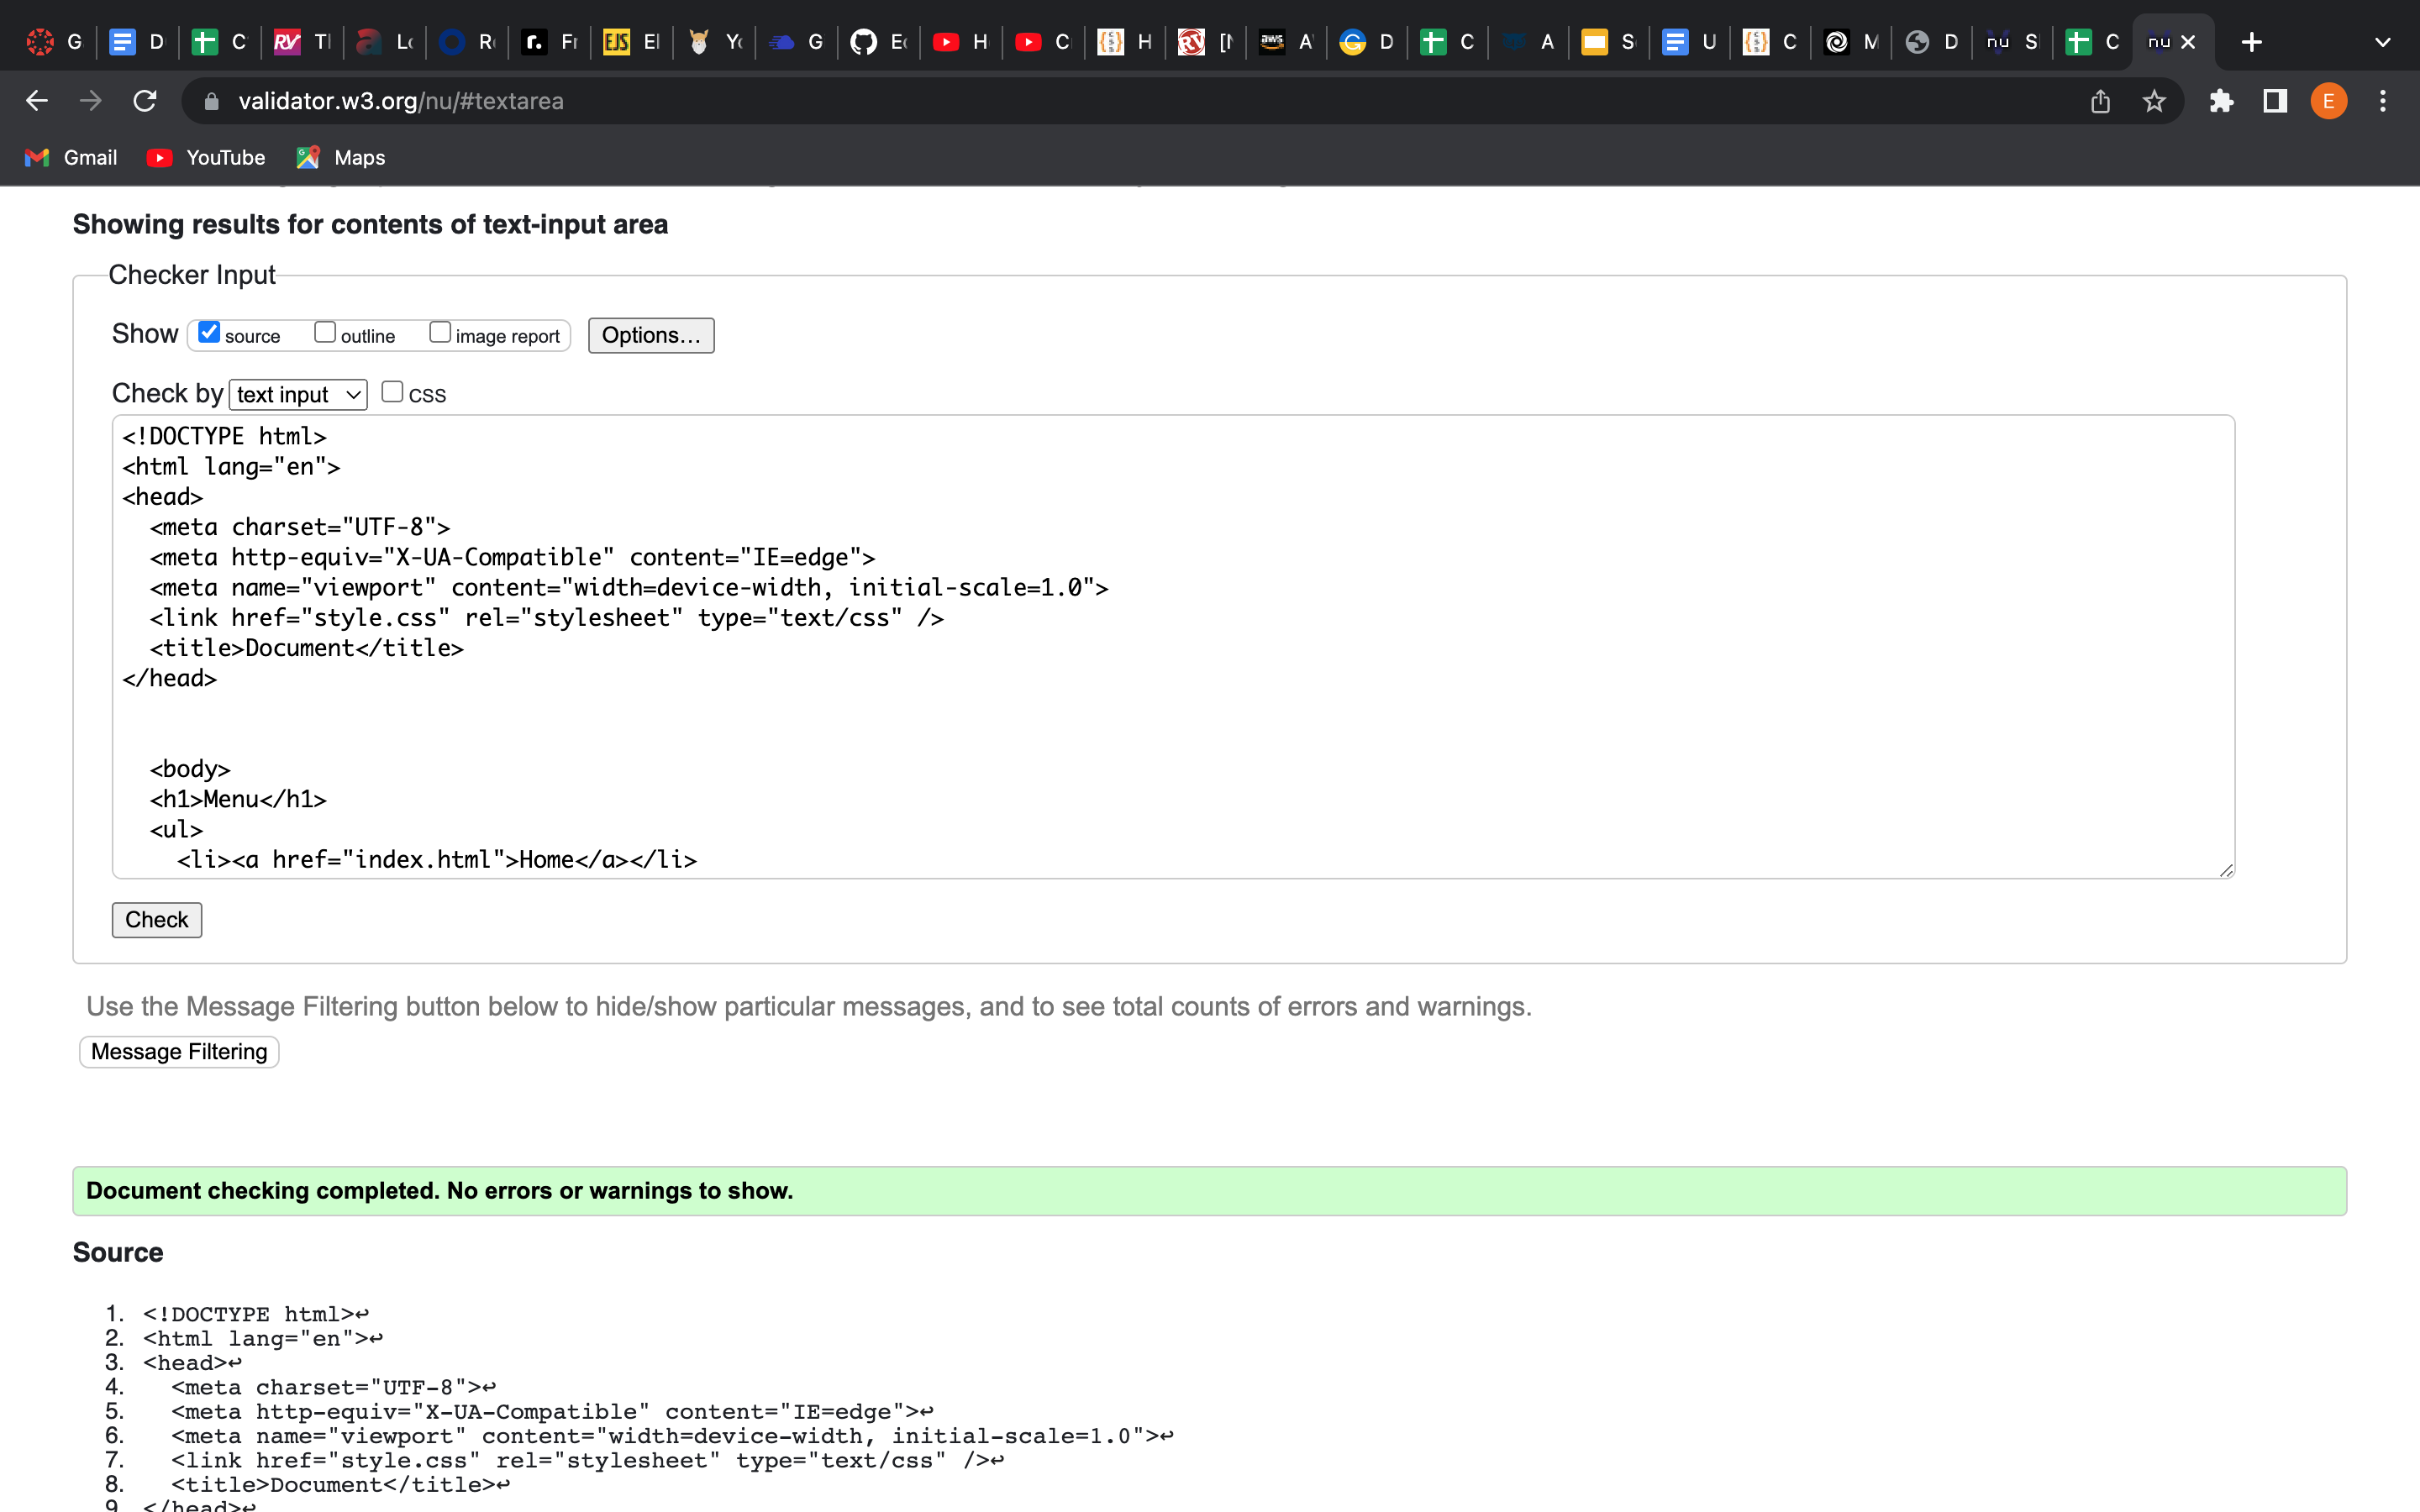 G D C TI Lo R Fr El Yo G Ec H C H [N A D C A S U C M D S C nu
validator.w3.org/nu/#textarea
E
Gmail YouTube Maps
Showing results for contents of text-input area
Checker Input
Show source outline image report Options...
Check by text input css
<!DOCTYPE html>
<html lang="en">
<head>
  <meta charset="UTF-8">
  <meta http-equiv="X-UA-Compatible" content="IE=edge">
  <meta name="viewport" content="width=device-width, initial-scale=1.0">
  <link href="style.css" rel="stylesheet" type="text/css" />
  <title>Document</title>
</head>
  <body>
  <h1>Menu</h1>
  <ul>
    <li><a href="index.html">Home</a></li>
Check
Use the Message Filtering button below to hide/show particular messages, and to see total counts of errors and warnings.
Message Filtering
Document checking completed. No errors or warnings to show.
Source
1. <!DOCTYPE html>↩
2. <html lang="en">↩
3. <head>↩
4.   <meta charset="UTF-8">↩
5.   <meta http-equiv="X-UA-Compatible" content="IE=edge">↩
6.   <meta name="viewport" content="width=device-width, initial-scale=1.0">↩
7.   <link href="style.css" rel="stylesheet" type="text/css" />↩
8.   <title>Document</title>↩
9. </head>↩